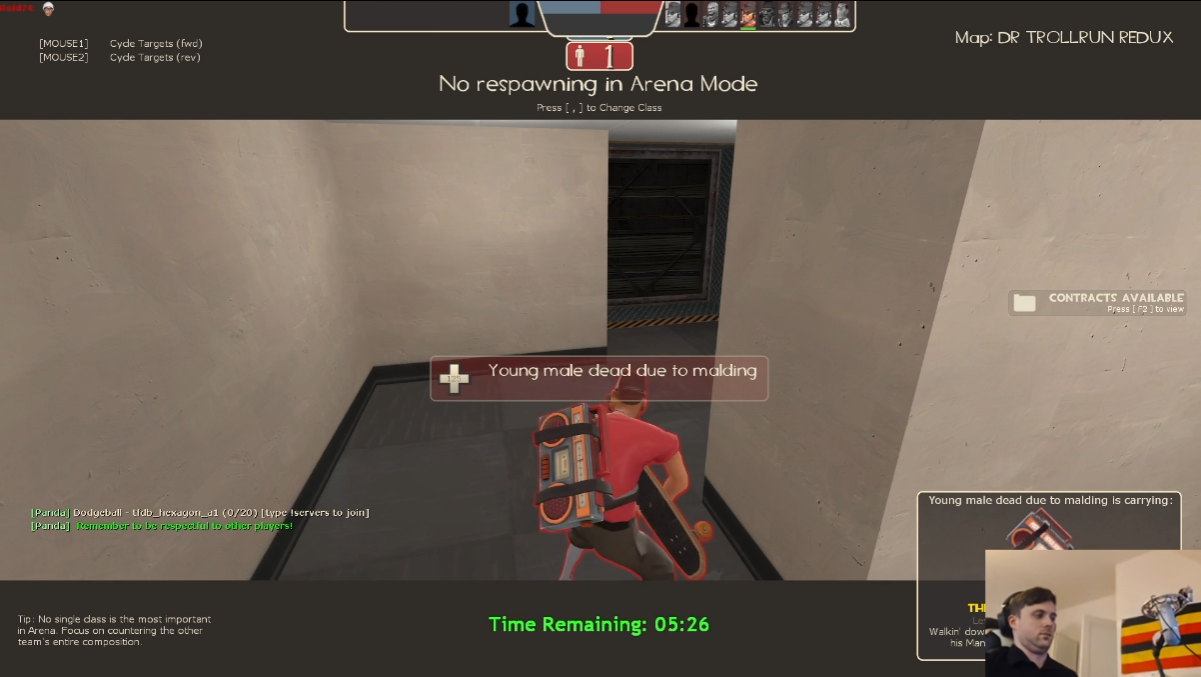 [MOUSE1] Cycle Targets (fwd)
[MOUSE2] Cycle Targets (rev)
1
Map: DR TROLLRUN REDUX
No respawning in Arena Mode
Press [ , ] to Change Class
CONTRACTS AVAILABLE
Press [ F2 ] to view
Young male dead due to malding
Young male dead due to malding is carrying:
[Panda] Dodgeball - tfdb_hexagon_a1 (0/20) [type !servers to join]
[Panda] Remember to be respectful to other players!
Tip: No single class is the most important
in Arena. Focus on countering the other
team's entire composition.
Time Remaining: 05:26
Walkin' dow
his Man